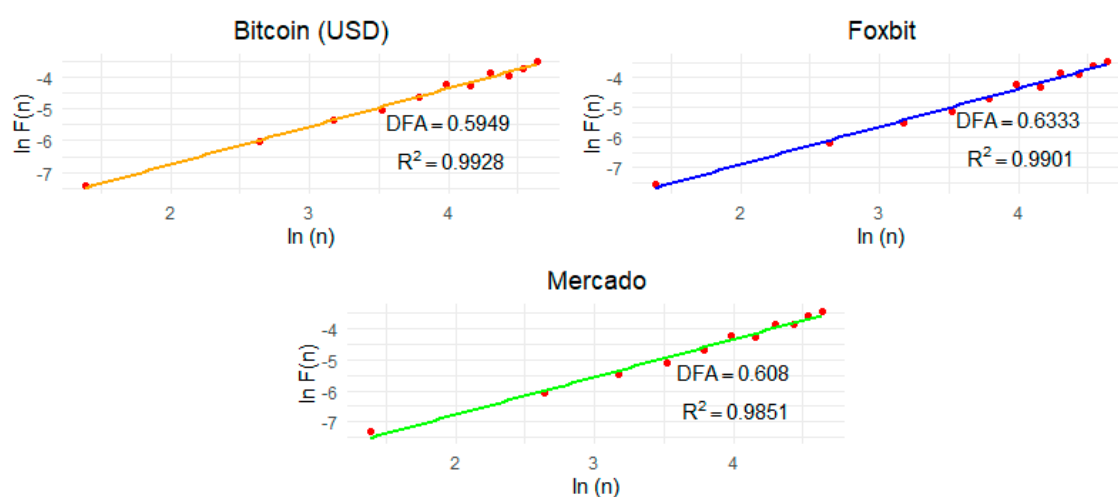 Bitcoin (USD)
ln F(n)
-4
-5
-6
-7
DFA = 0.5949
R² = 0.9928
2 3 4
ln (n)
Foxbit
ln F(n)
-4
-5
-6
-7
DFA = 0.6333
R² = 0.9901
2 3 4
ln (n)
Mercado
ln F(n)
-4
-5
-6
-7
DFA = 0.608
R² = 0.9851
2 3 4
ln (n)